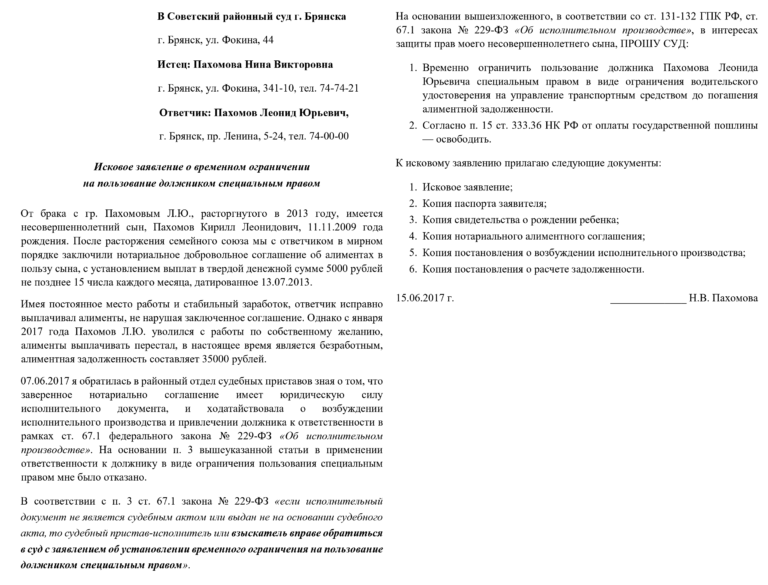 В Советский районный суд г. Брянска
г. Брянск, ул. Фокина, 44
Истец: Пахомова Нина Викторовна
г. Брянск, ул. Фокина, 341-10, тел. 74-74-21
Ответчик: Пахомов Леонид Юрьевич,
г. Брянск, пр. Ленина, 5-24, тел. 74-00-00
Исковое заявление о временном ограничении
на пользование должником специальным правом
От брака с гр. Пахомовым Л.Ю., расторгнутого в 2013 году, имеется
несовершеннолетний сын, Пахомов Кирилл Леонидович, 11.11.2009 года
рождения. После расторжения семейного союза мы с ответчиком в мирном
порядке заключили нотариальное добровольное соглашение об алиментах в
пользу сына, с установлением выплат в твердой денежной сумме 5000 рублей
не позднее 15 числа каждого месяца, датированное 13.07.2013.
Имея постоянное место работы и стабильный заработок, ответчик исправно
выплачивал алименты, не нарушая заключенное соглашение. Однако с января
2017 года Пахомов Л.Ю. уволился с работы по собственному желанию,
алименты выплачивать перестал, в настоящее время является безработным,
алиментная задолженность составляет 35000 рублей.
07.06.2017 я обратилась в районный отдел судебных приставов зная о том, что
заверенное нотариально соглашение имеет юридическую силу
исполнительного документа, и ходатайствовала о возбуждении
исполнительного производства и привлечении должника к ответственности в
рамках ст. 67.1 федерального закона № 229-ФЗ «Об исполнительном
производстве». На основании п. 3 вышеуказанной статьи в применении
ответственности к должнику в виде ограничения пользования специальным
правом мне было отказано.
В соответствии с п. 3 ст. 67.1 закона № 229-ФЗ «если исполнительный
документ не является судебным актом или выдан не на основании судебного
акта, то судебный пристав-исполнитель или взыскатель вправе обратиться
в суд с заявлением об установлении временного ограничения на пользование
должником специальным правом».
На основании вышеизложенного, в соответствии со ст. 131-132 ГПК РФ, ст.
67.1 закона № 229-ФЗ «Об исполнительном производстве», в интересах
защиты прав моего несовершеннолетнего сына, ПРОШУ СУД:
1. Временно ограничить пользование должника Пахомова Леонида
Юрьевича специальным правом в виде ограничения водительского
удостоверения на управление транспортным средством до погашения
алиментной задолженности.
2. Согласно п. 15 ст. 333.36 НК РФ от оплаты государственной пошлины
— освободить.
К исковому заявлению прилагаю следующие документы:
1. Исковое заявление;
2. Копия паспорта заявителя;
3. Копия свидетельства о рождении ребенка;
4. Копия нотариального алиментного соглашения;
5. Копия постановления о возбуждении исполнительного производства;
6. Копия постановления о расчете задолженности.
15.06.2017 г. _______________ Н.В. Пахомова